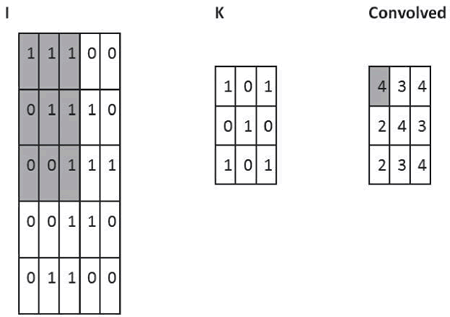 I K Convolved
1 1 1 0 0
0 1 1 1 0
0 0 1 1 1
0 0 1 1 0
0 1 1 0 0
1 0 1
0 1 0
1 0 1
4 3 4
2 4 3
2 3 4